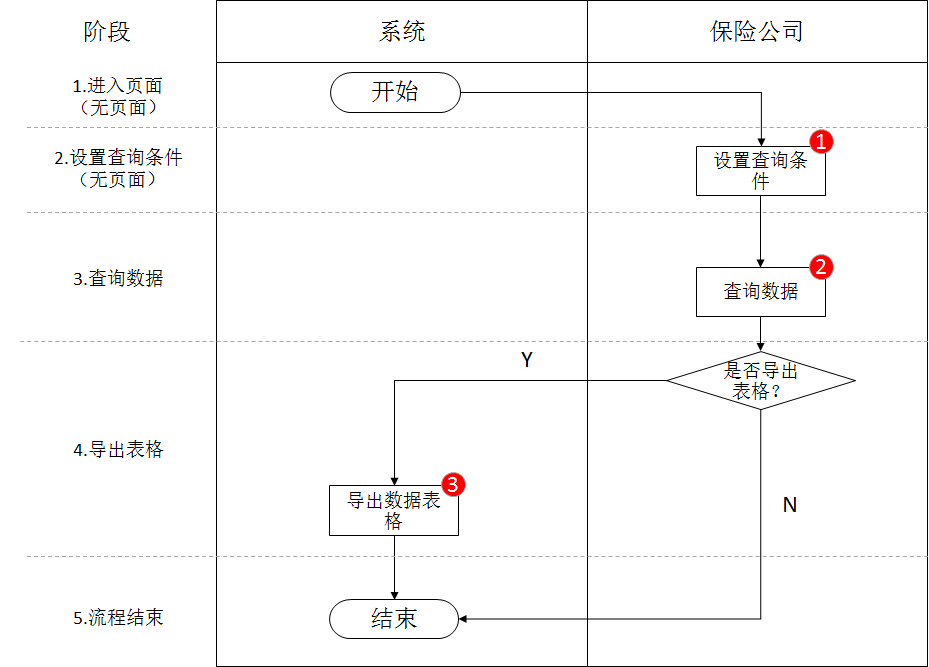 阶段
系统
保险公司
1.进入页面
（无页面）
开始
2.设置查询条件
（无页面）
1
设置查询条
件
3.查询数据
2
查询数据
是否导出
表格？
Y
4.导出表格
3
导出数据表
格
N
5.流程结束
结束